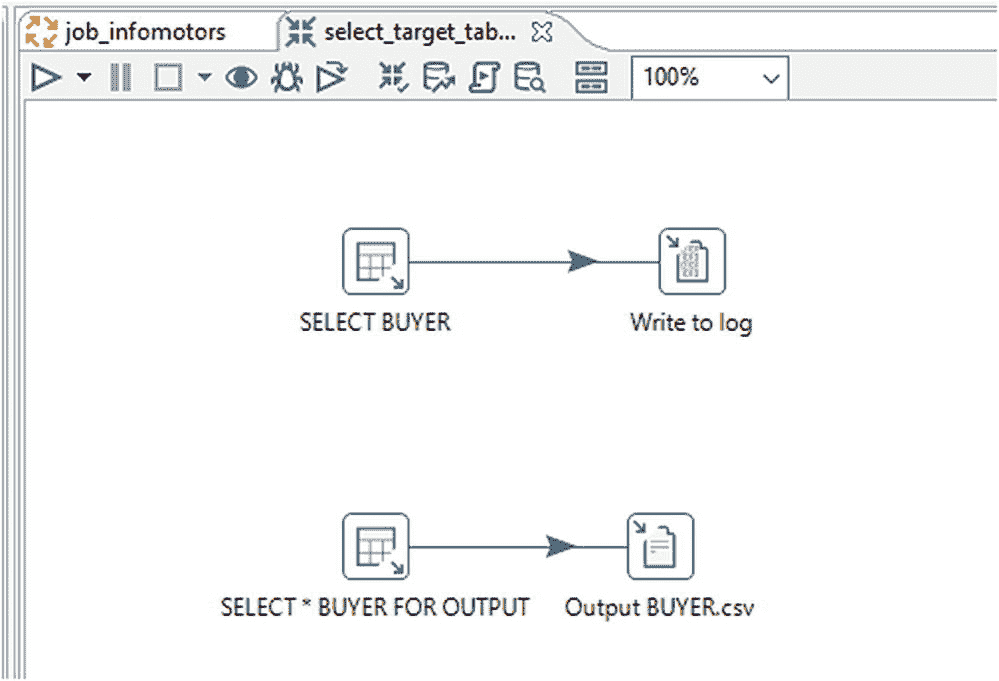 job_infomotors
select_target_tab...
100%
SELECT BUYER
Write to log
SELECT * BUYER FOR OUTPUT
Output BUYER.csv